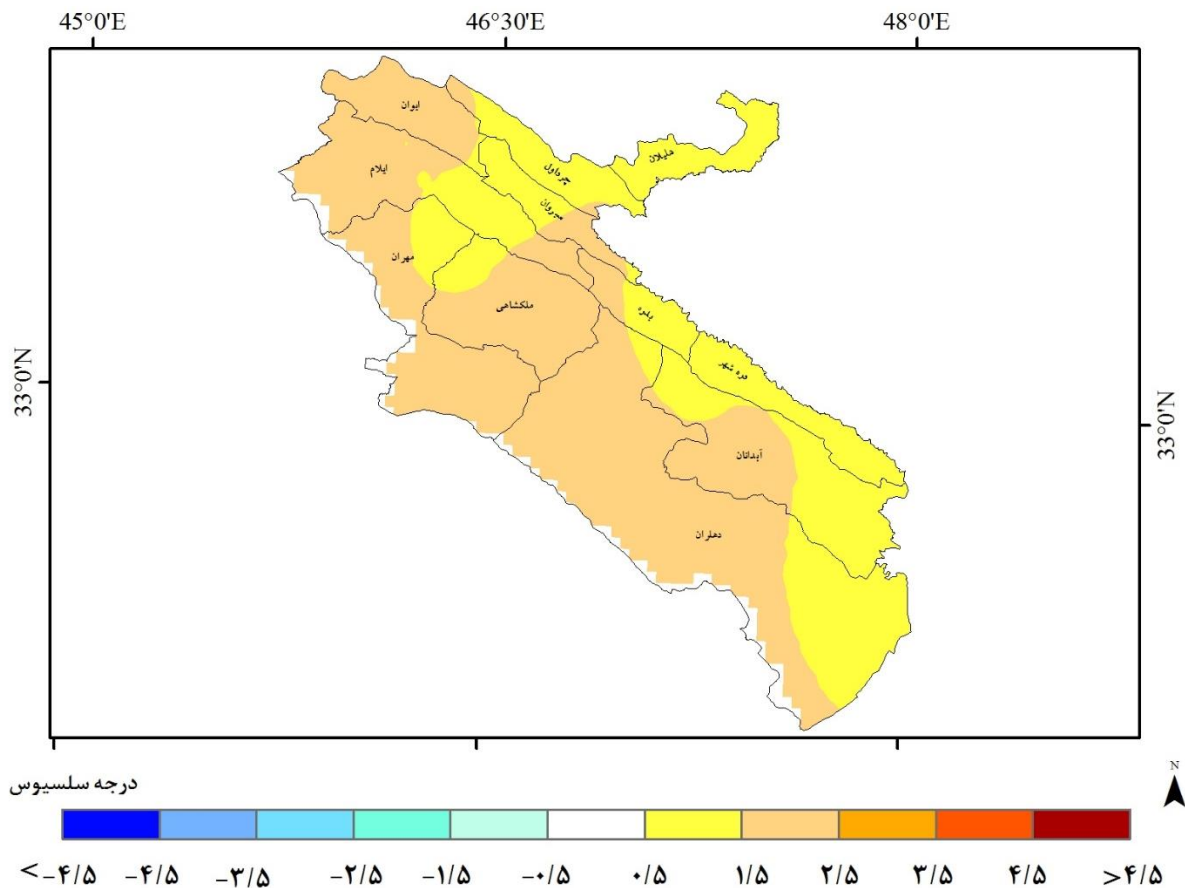 45°0'E 46°30'E 48°0'E
33°0'N
33°0'N
ایوان
ایلام
چرداول
هلیلان
سیروان
مهران
ملکشاهی
بدره
دره شهر
آبدانان
دهلران
درجه سلسیوس
N
<-۴/۵ -۴/۵ -۳/۵ -۲/۵ -۱/۵ -۰/۵ ۰/۵ ۱/۵ ۲/۵ ۳/۵ ۴/۵ >۴/۵